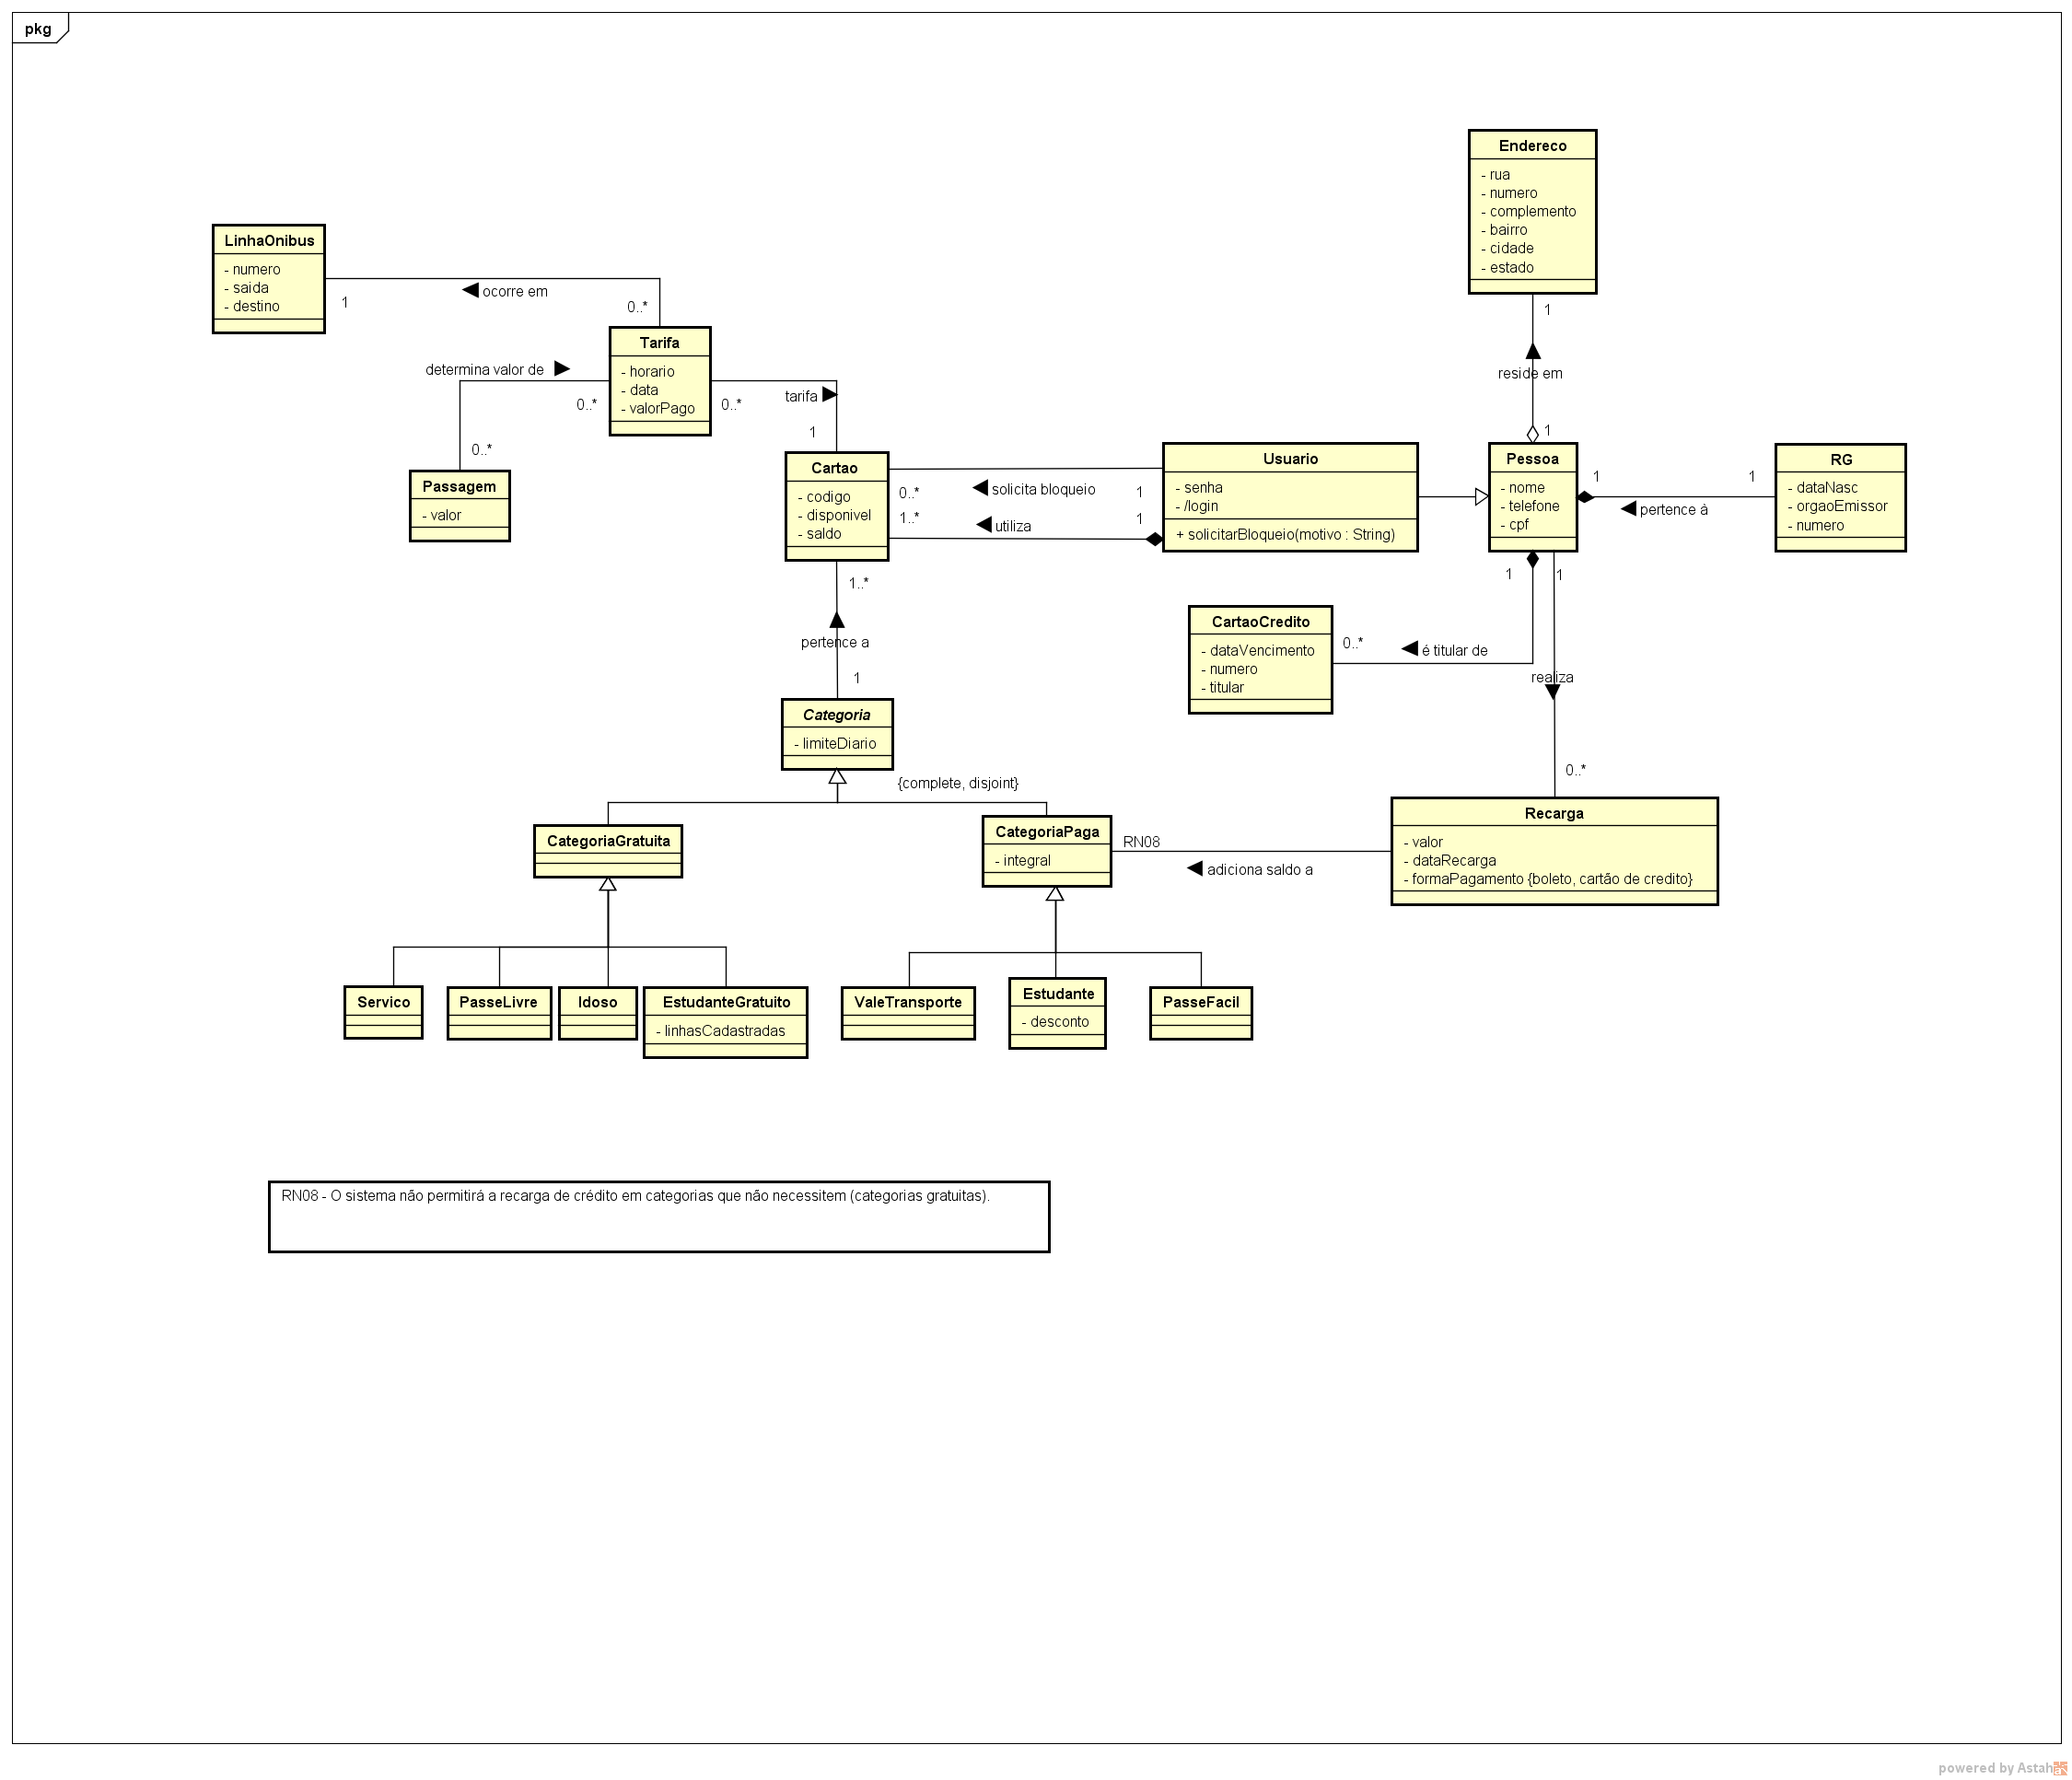 pkg
Endereco
- rua
- numero
- complemento
- bairro
- cidade
- estado
LinhaOnibus
- numero
- saida
- destino
1
ocorre em
0..*
1
reside em
1
Tarifa
- horario
- data
- valorPago
determina valor de
0..*
0..*
tarifa
0..*
1
Passagem
- valor
Cartao
- codigo
- disponivel
- saldo
0..*
solicita bloqueio
1
1..*
utiliza
1
Usuario
- senha
- /login
+ solicitarBloqueio(motivo : String)
Pessoa
- nome
- telefone
- cpf
1
1
pertence à
RG
- dataNasc
- orgaoEmissor
- numero
1..*
pertence a
1
1
1
CartaoCredito
- dataVencimento
- numero
- titular
0..*
é titular de
realiza
0..*
Categoria
- limiteDiario
{complete, disjoint}
CategoriaGratuita
CategoriaPaga
- integral
RN08
adiciona saldo a
Recarga
- valor
- dataRecarga
- formaPagamento {boleto, cartão de credito}
Servico
PasseLivre
Idoso
EstudanteGratuito
- linhasCadastradas
ValeTransporte
Estudante
- desconto
PasseFacil
RN08 - O sistema não permitirá a recarga de crédito em categorias que não necessitem (categorias gratuitas).
powered by Astah